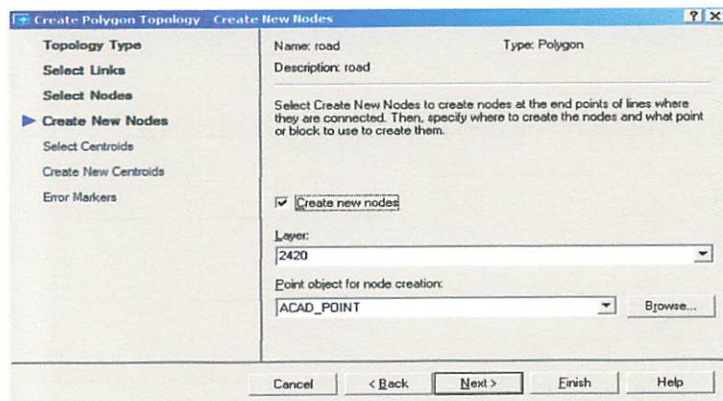 Create Polygon Topology - Create New Nodes
Topology Type
Select Links
Select Nodes
Create New Nodes
Select Centroids
Create New Centroids
Error Markers
Name: road
Type: Polygon
Description: road
Select Create New Nodes to create nodes at the end points of lines where
they are connected. Then, specify where to create the nodes and what point
or block to use to create them.
Create new nodes
Layer:
2420
Point object for node creation:
ACAD_POINT
Browse...
Cancel
< Back
Next >
Finish
Help